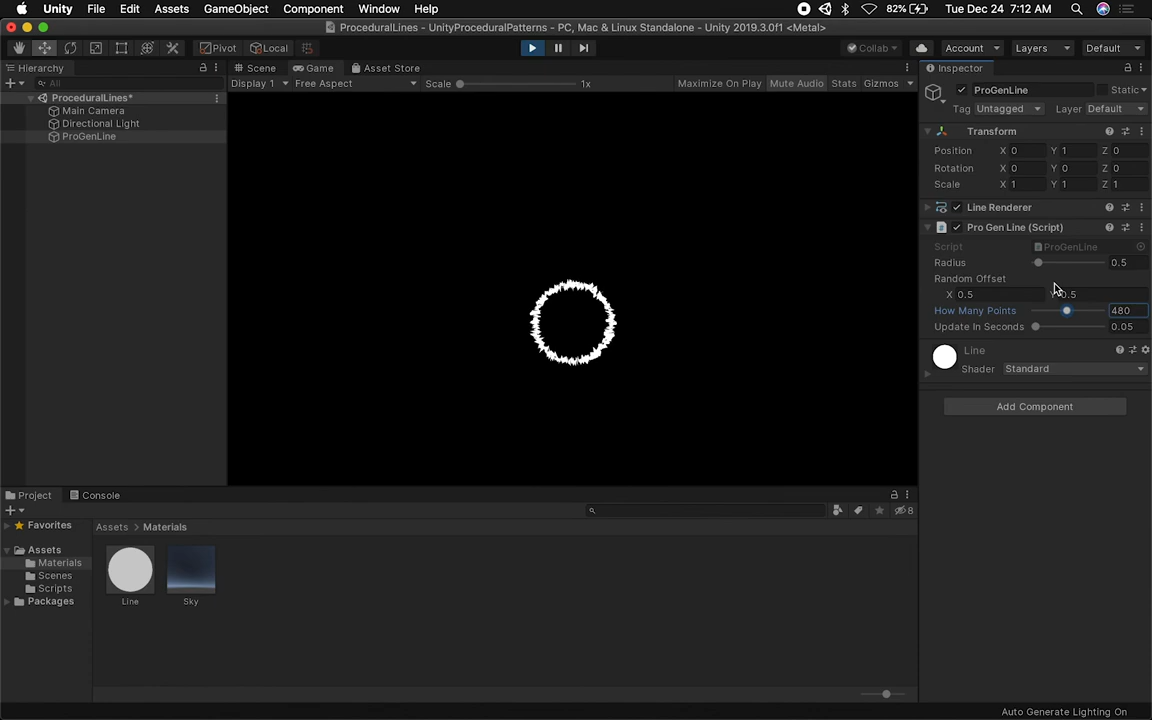 Unity File Edit Assets GameObject Component Window Help 82% Tue Dec 24 7:12 AM
ProceduralLines - UnityProceduralPatterns - PC, Mac & Linux Standalone - Unity 2019.3.0f1 <Metal>
Pivot Local Collab Account Layers Default
Hierarchy Scene Game Asset Store Inspector
All Display 1 Free Aspect Scale 1x Maximize On Play Mute Audio Stats Gizmos
ProGenLine Static
ProceduralLines*
Main Camera
Directional Light
ProGenLine
Tag Untagged Layer Default
Transform
Position X 0 Y 1 Z 0
Rotation X 0 Y 0 Z 0
Scale X 1 Y 1 Z 1
Line Renderer
Pro Gen Line (Script)
Script ProGenLine
Radius 0.5
Random Offset
X 0.5 Y 0.5
How Many Points 480
Update In Seconds 0.05
Line
Shader Standard
Add Component
Project Console
8
Favorites
Assets
Materials
Scenes
Scripts
Packages
Assets > Materials
Line Sky
Auto Generate Lighting On